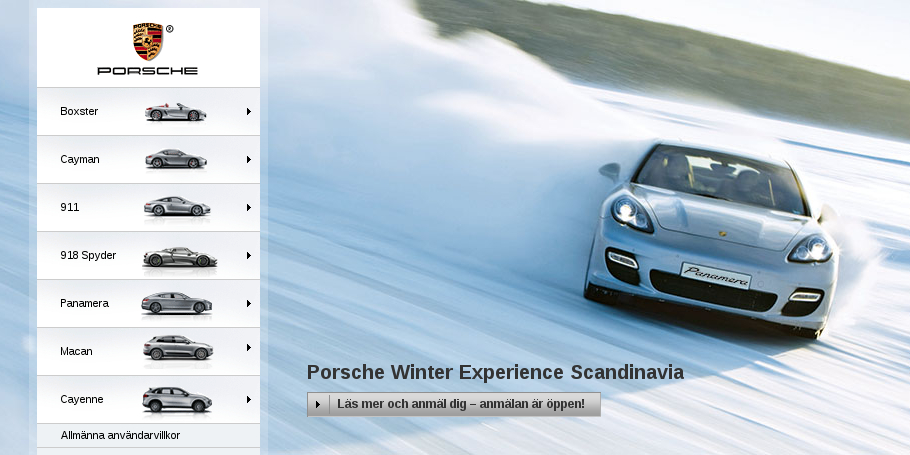 PORSCHE
Boxster
Cayman
911
918 Spyder
Panamera
Macan
Cayenne
Allmänna användarvillkor
Panamera
Porsche Winter Experience Scandinavia
Läs mer och anmäl dig – anmälan är öppen!